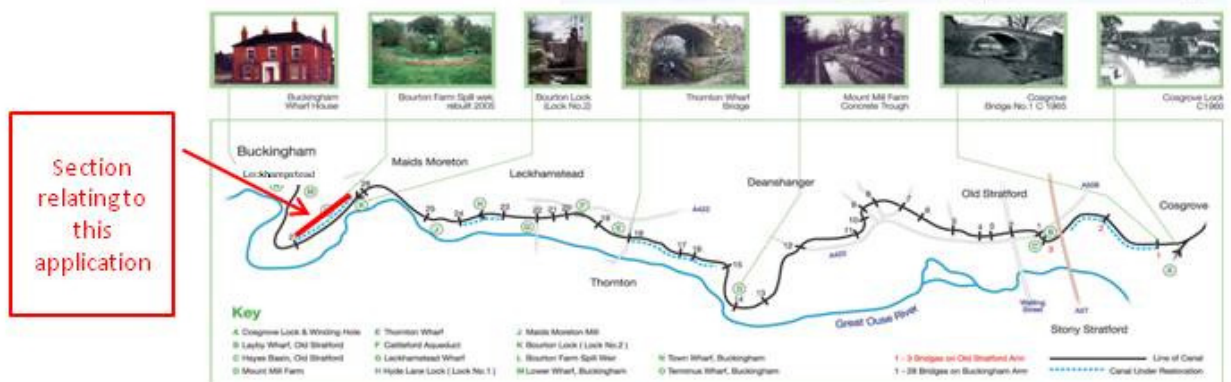 Buckingham
Wharf House
Bourton Farm Spill weir,
rebuilt 2005
Bourton Lock
(Lock No.2)
Thornton Wharf
Bridge
Mount Mill Farm
Concrete Trough
Cosgrove
Bridge No.1 C 1965
Cosgrove Lock
C1960
Section
relating to
this
application
Buckingham
Leckhampstead
Maids Moreton
Leckhamstead
Deanshanger
Old Stratford
Cosgrove
A422
A422
A508
Thornton
Great Ouse River
Watling
Street
Stony Stratford
Key
A Cosgrove Lock & Winding Hole
B Layby Wharf, Old Stratford
C Hayes Basin, Old Stratford
D Mount Mill Farm
E Thornton Wharf
F Cattleford Aqueduct
G Leckhamstead Wharf
H Hyde Lane Lock ( Lock No.1 )
J Maids Moreton Mill
K Bourton Lock ( Lock No.2 )
L Bourton Farm Spill Weir
M Lower Wharf, Buckingham
N Town Wharf, Buckingham
O Terminus Wharf, Buckingham
1 - 3 Bridges on Old Stratford Arm
1 - 28 Bridges on Buckingham Arm
Line of Canal
Canal Under Restoration